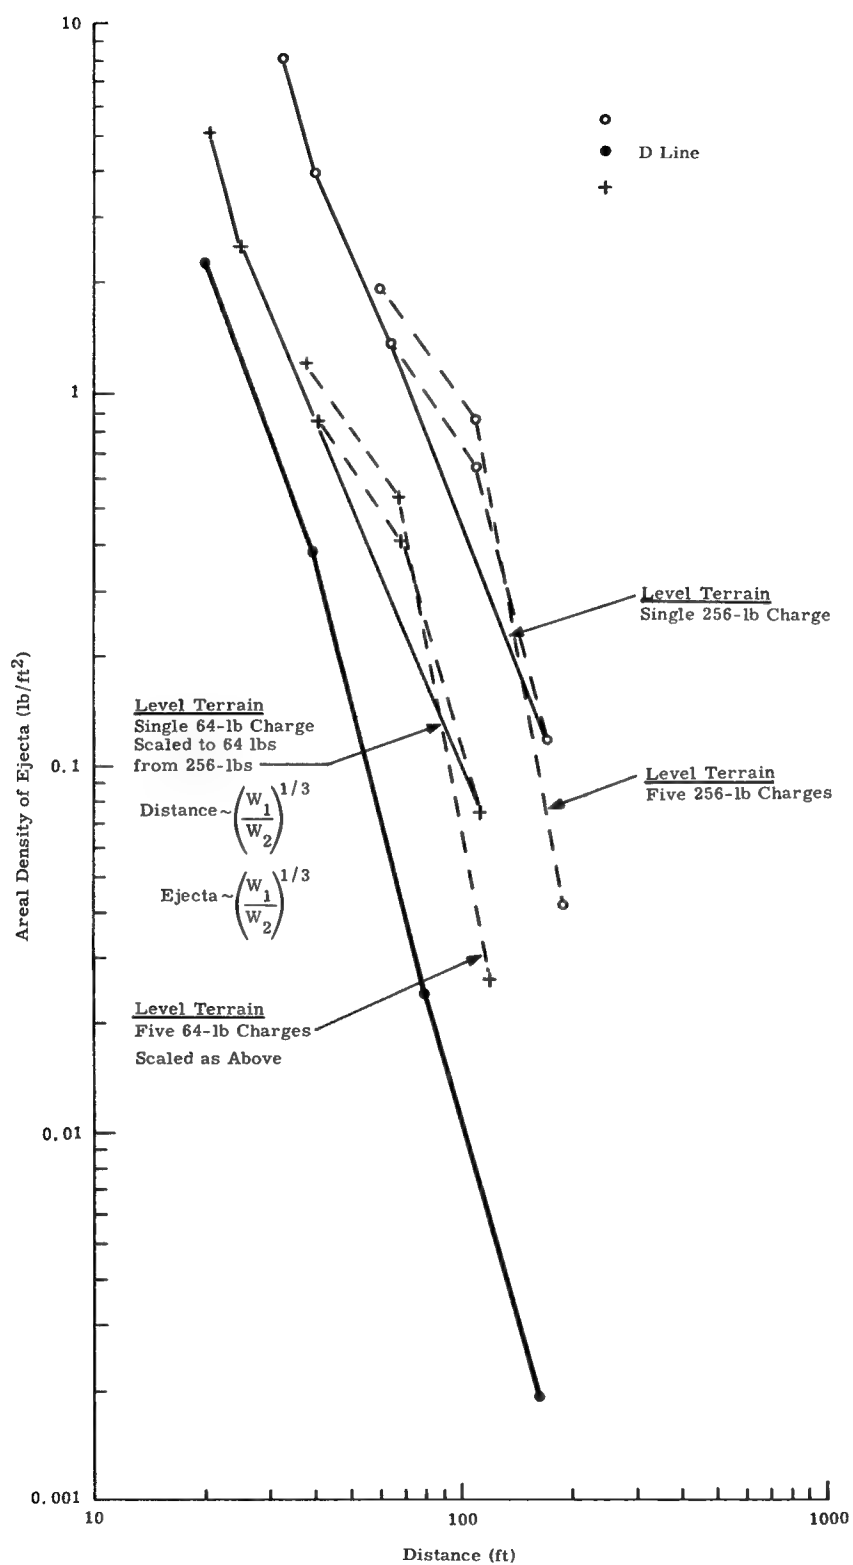 10
D Line
1
Level Terrain
Single 256-lb Charge
Level Terrain
Single 64-lb Charge
Scaled to 64 lbs
from 256-lbs
0.1
Level Terrain
Five 256-lb Charges
Distance ~ (W1/W2)^1/3
Ejecta ~ (W1/W2)^1/3
Areal Density of Ejecta (lb/ft²)
Level Terrain
Five 64-lb Charges
Scaled as Above
0.01
0.001
10 100 1000
Distance (ft)